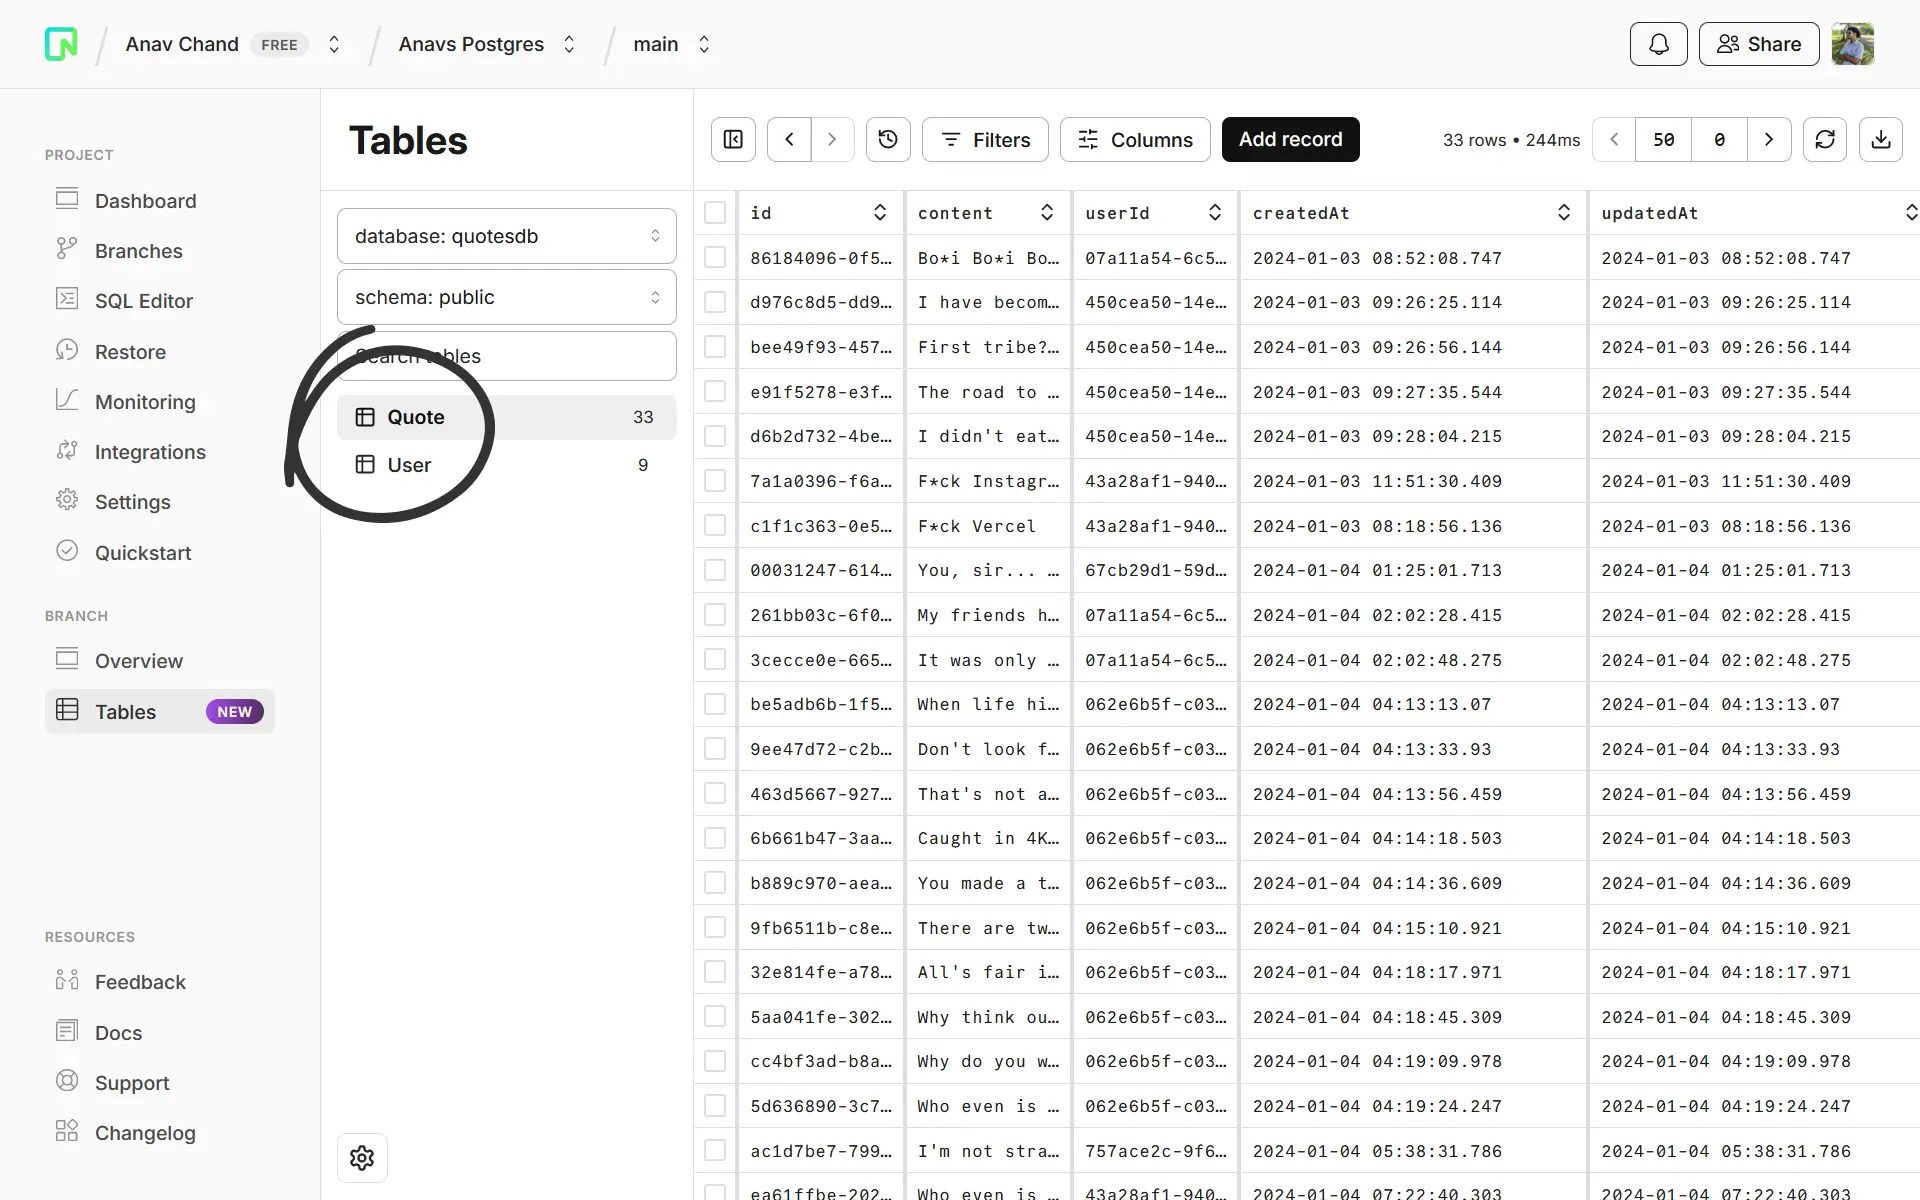 Anav Chand FREE
Anavs Postgres
main
Share
PROJECT
Dashboard
Branches
SQL Editor
Restore
Monitoring
Integrations
Settings
Quickstart
BRANCH
Overview
Tables NEW
RESOURCES
Feedback
Docs
Support
Changelog
Tables
database: quotesdb
schema: public
Search tables
Quote 33
User 9
Filters Columns Add record 33 rows • 244ms 50 0
id content userId createdAt updatedAt
86184096-0f5… Bo*i Bo*i Bo… 07a11a54-6c5… 2024-01-03 08:52:08.747 2024-01-03 08:52:08.747
d976c8d5-dd9… I have becom… 450cea50-14e… 2024-01-03 09:26:25.114 2024-01-03 09:26:25.114
bee49f93-457… First tribe?… 450cea50-14e… 2024-01-03 09:26:56.144 2024-01-03 09:26:56.144
e91f5278-e3f… The road to … 450cea50-14e… 2024-01-03 09:27:35.544 2024-01-03 09:27:35.544
d6b2d732-4be… I didn't eat… 450cea50-14e… 2024-01-03 09:28:04.215 2024-01-03 09:28:04.215
7a1a0396-f6a… F*ck Instagr… 43a28af1-940… 2024-01-03 11:51:30.409 2024-01-03 11:51:30.409
c1f1c363-0e5… F*ck Vercel 43a28af1-940… 2024-01-03 08:18:56.136 2024-01-03 08:18:56.136
00031247-614… You, sir... … 67cb29d1-59d… 2024-01-04 01:25:01.713 2024-01-04 01:25:01.713
261bb03c-6f0… My friends h… 07a11a54-6c5… 2024-01-04 02:02:28.415 2024-01-04 02:02:28.415
3cecce0e-665… It was only … 07a11a54-6c5… 2024-01-04 02:02:48.275 2024-01-04 02:02:48.275
be5adb6b-1f5… When life hi… 062e6b5f-c03… 2024-01-04 04:13:13.07 2024-01-04 04:13:13.07
9ee47d72-c2b… Don't look f… 062e6b5f-c03… 2024-01-04 04:13:33.93 2024-01-04 04:13:33.93
463d5667-927… That's not a… 062e6b5f-c03… 2024-01-04 04:13:56.459 2024-01-04 04:13:56.459
6b661b47-3aa… Caught in 4K… 062e6b5f-c03… 2024-01-04 04:14:18.503 2024-01-04 04:14:18.503
b889c970-aea… You made a t… 062e6b5f-c03… 2024-01-04 04:14:36.609 2024-01-04 04:14:36.609
9fb6511b-c8e… There are tw… 062e6b5f-c03… 2024-01-04 04:15:10.921 2024-01-04 04:15:10.921
32e814fe-a78… All's fair i… 062e6b5f-c03… 2024-01-04 04:18:17.971 2024-01-04 04:18:17.971
5aa041fe-302… Why think ou… 062e6b5f-c03… 2024-01-04 04:18:45.309 2024-01-04 04:18:45.309
cc4bf3ad-b8a… Why do you w… 062e6b5f-c03… 2024-01-04 04:19:09.978 2024-01-04 04:19:09.978
5d636890-3c7… Who even is … 062e6b5f-c03… 2024-01-04 04:19:24.247 2024-01-04 04:19:24.247
ac1d7be7-799… I'm not stra… 757ace2c-9f6… 2024-01-04 05:38:31.786 2024-01-04 05:38:31.786
ea61ffbe-202… Who even is … 43a28af1-940… 2024-01-04 07:22:40.303 2024-01-04 07:22:40.303